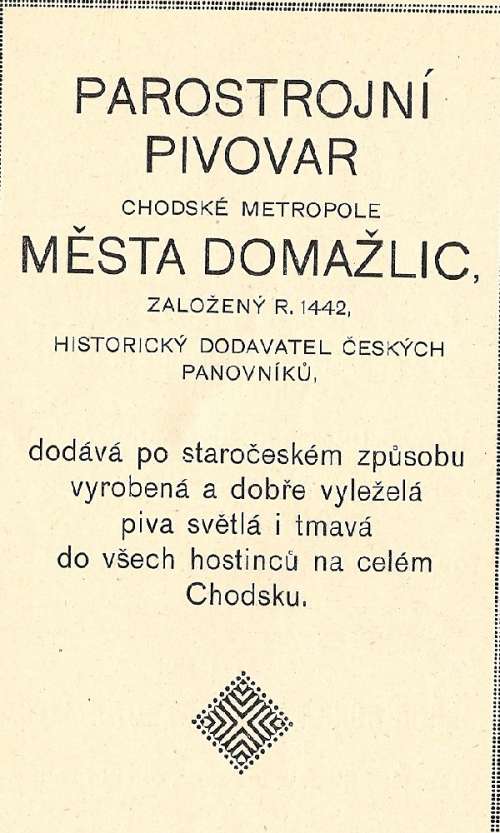 PAROSTROJNÍ
PIVOVAR
CHODSKÉ METROPOLE
MĚSTA DOMAŽLIC,
ZALOŽENÝ R. 1442,
HISTORICKÝ DODAVATEL ČESKÝCH
PANOVNÍKŮ,
dodává po staročeském způsobu
vyrobená a dobře vyleželá
piva světlá i tmavá
do všech hostinců na celém
Chodsku.